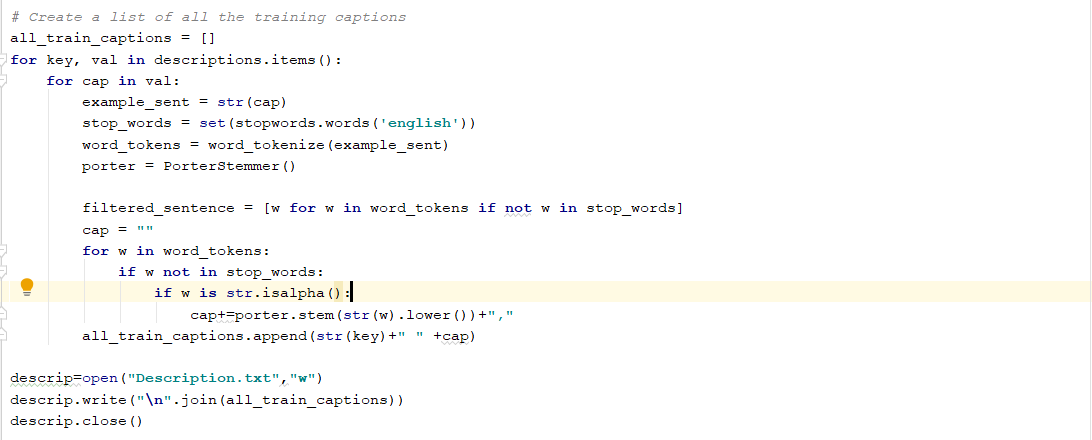 # Create a list of all the training captions
all_train_captions = []
for key, val in descriptions.items():
    for cap in val:
        example_sent = str(cap)
        stop_words = set(stopwords.words('english'))
        word_tokens = word_tokenize(example_sent)
        porter = PorterStemmer()

        filtered_sentence = [w for w in word_tokens if not w in stop_words]
        cap = ""
        for w in word_tokens:
            if w not in stop_words:
                if w is str.isalpha():
                    cap+=porter.stem(str(w).lower())+","
        all_train_captions.append(str(key)+" " +cap)

descrip=open("Description.txt","w")
descrip.write("\n".join(all_train_captions))
descrip.close()